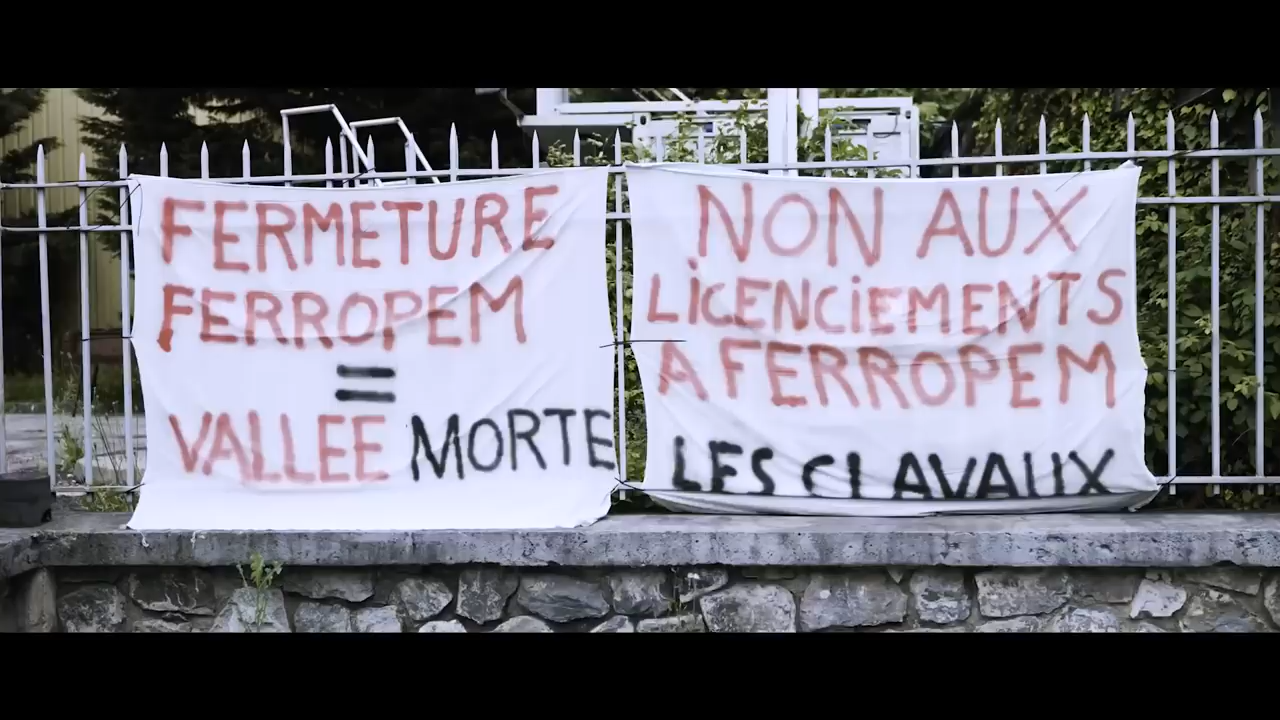 FERMETURE
FERROPEM
=
VALLEE MORTE
NON AUX
LiCENCiEMENTS
A FERROPEM
LES CLAVAUX